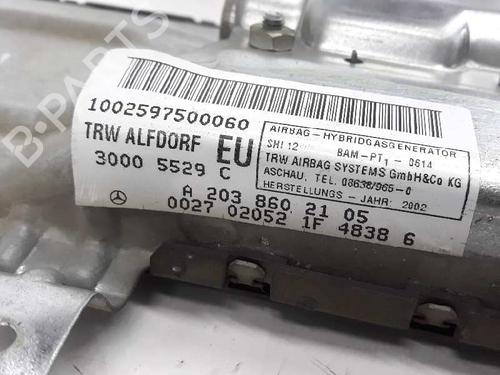 B-PARTS
1002597500060
TRW ALFDORF EU
3000 5529 C
AIRBAG-HYBRIDGASGENERATOR
SHI 12 BAM-PT1-0614
TRW AIRBAG SYSTEMS GmbH&Co KG
ASCHAU, TEL. 08638/965-0
HERSTELLUNGS-JAHR: 2002
A 203 860 21 05
0027 02052 1F 4838 6